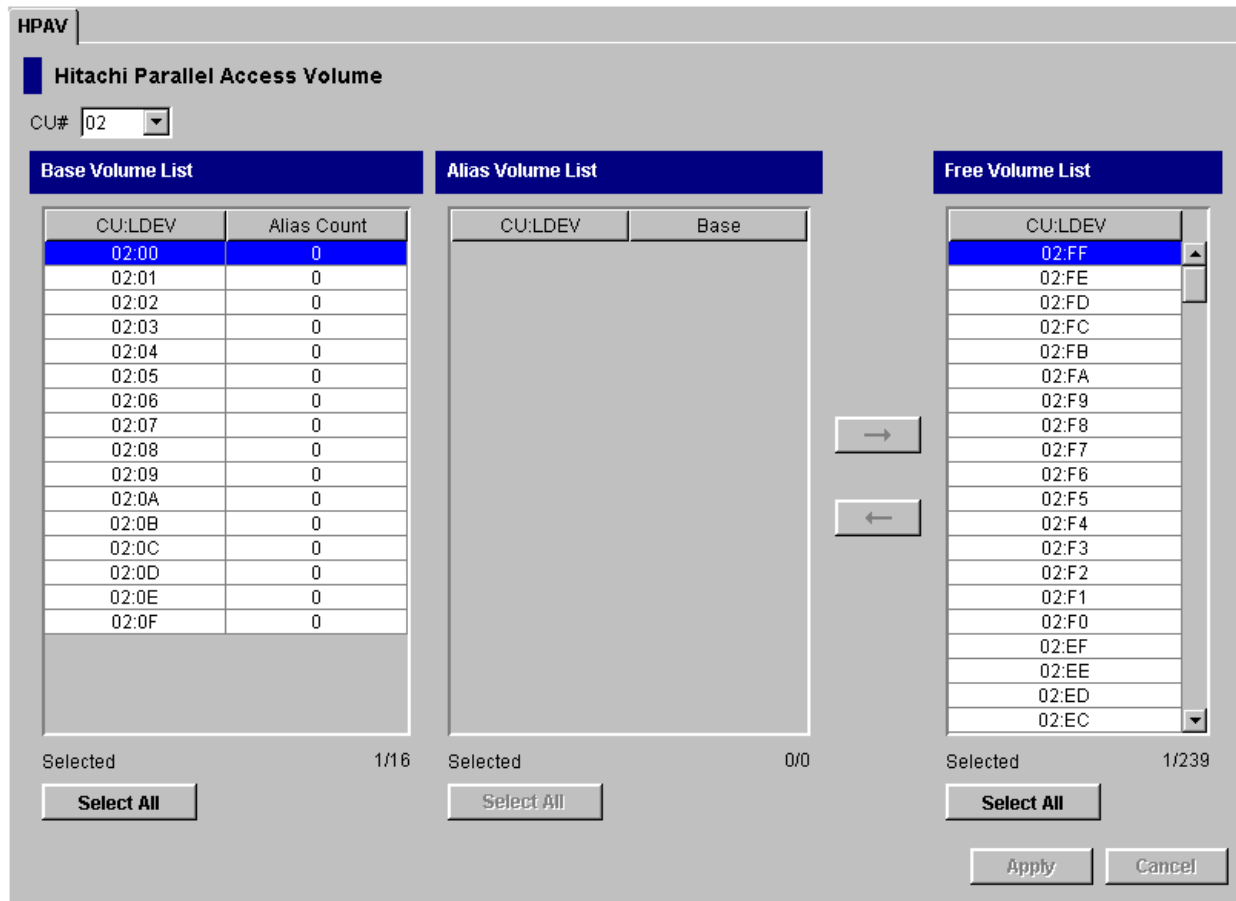 HPAV
Hitachi Parallel Access Volume
CU# 02
Base Volume List Alias Volume List Free Volume List
CU:LDEV Alias Count CU:LDEV Base CU:LDEV
02:00 0 02:FF
02:01 0 02:FE
02:02 0 02:FD
02:03 0 02:FC
02:04 0 02:FB
02:05 0 02:FA
02:06 0 02:F9
02:07 0 02:F8
02:08 0 02:F7
02:09 0 02:F6
02:0A 0 02:F5
02:0B 0 02:F4
02:0C 0 02:F3
02:0D 0 02:F2
02:0E 0 02:F1
02:0F 0 02:F0
02:EF
02:EE
02:ED
02:EC
Selected 1/16 Selected 0/0 Selected 1/239
Select All Select All Select All
Apply Cancel